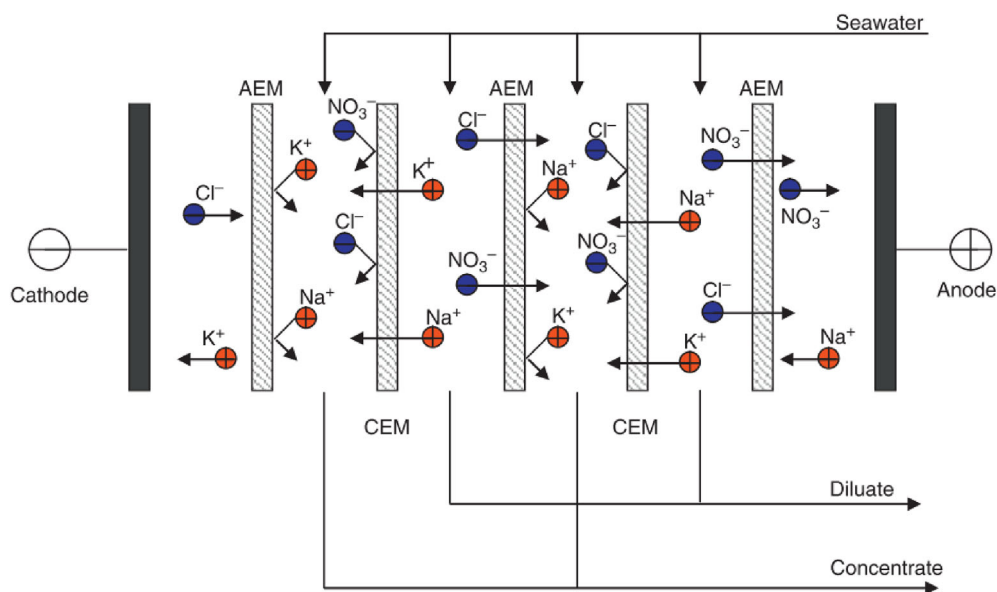 Seawater
AEM
AEM
AEM
NO₃⁻
Cl⁻
Cl⁻
NO₃⁻
K⁺
K⁺
Na⁺
Cl⁻
Na⁺
NO₃⁻
Cl⁻
NO₃⁻
NO₃⁻
Cl⁻
Cathode
Anode
Na⁺
K⁺
Na⁺
K⁺
K⁺
Na⁺
CEM
CEM
Diluate
Concentrate